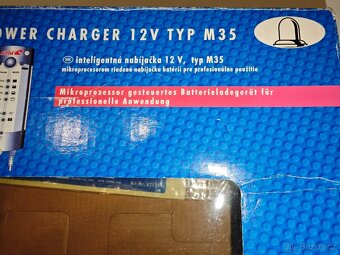 OWER CHARGER 12V TYP M35
inteligentná nabíjačka 12 V, typ M35
mikroprocesorom riadená nabíjačka batérií pre profesionálne použitie
Mikroprozessor gesteuertes Batterieladegerät für
professionelle Anwendung